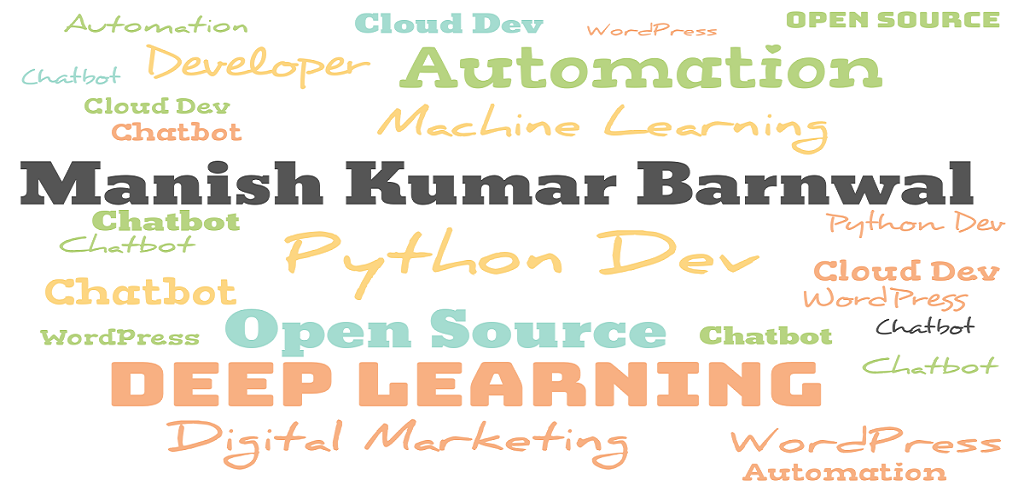 Automation
Cloud Dev
WordPress
OPEN SOURCE
Chatbot
Developer
Automation
Cloud Dev
Chatbot
Machine Learning
Manish Kumar Barnwal
Chatbot
Python Dev
Chatbot
Python Dev
Cloud Dev
Chatbot
WordPress
WordPress
Open Source
Chatbot
Chatbot
DEEP LEARNING
Chatbot
Digital Marketing
WordPress
Automation